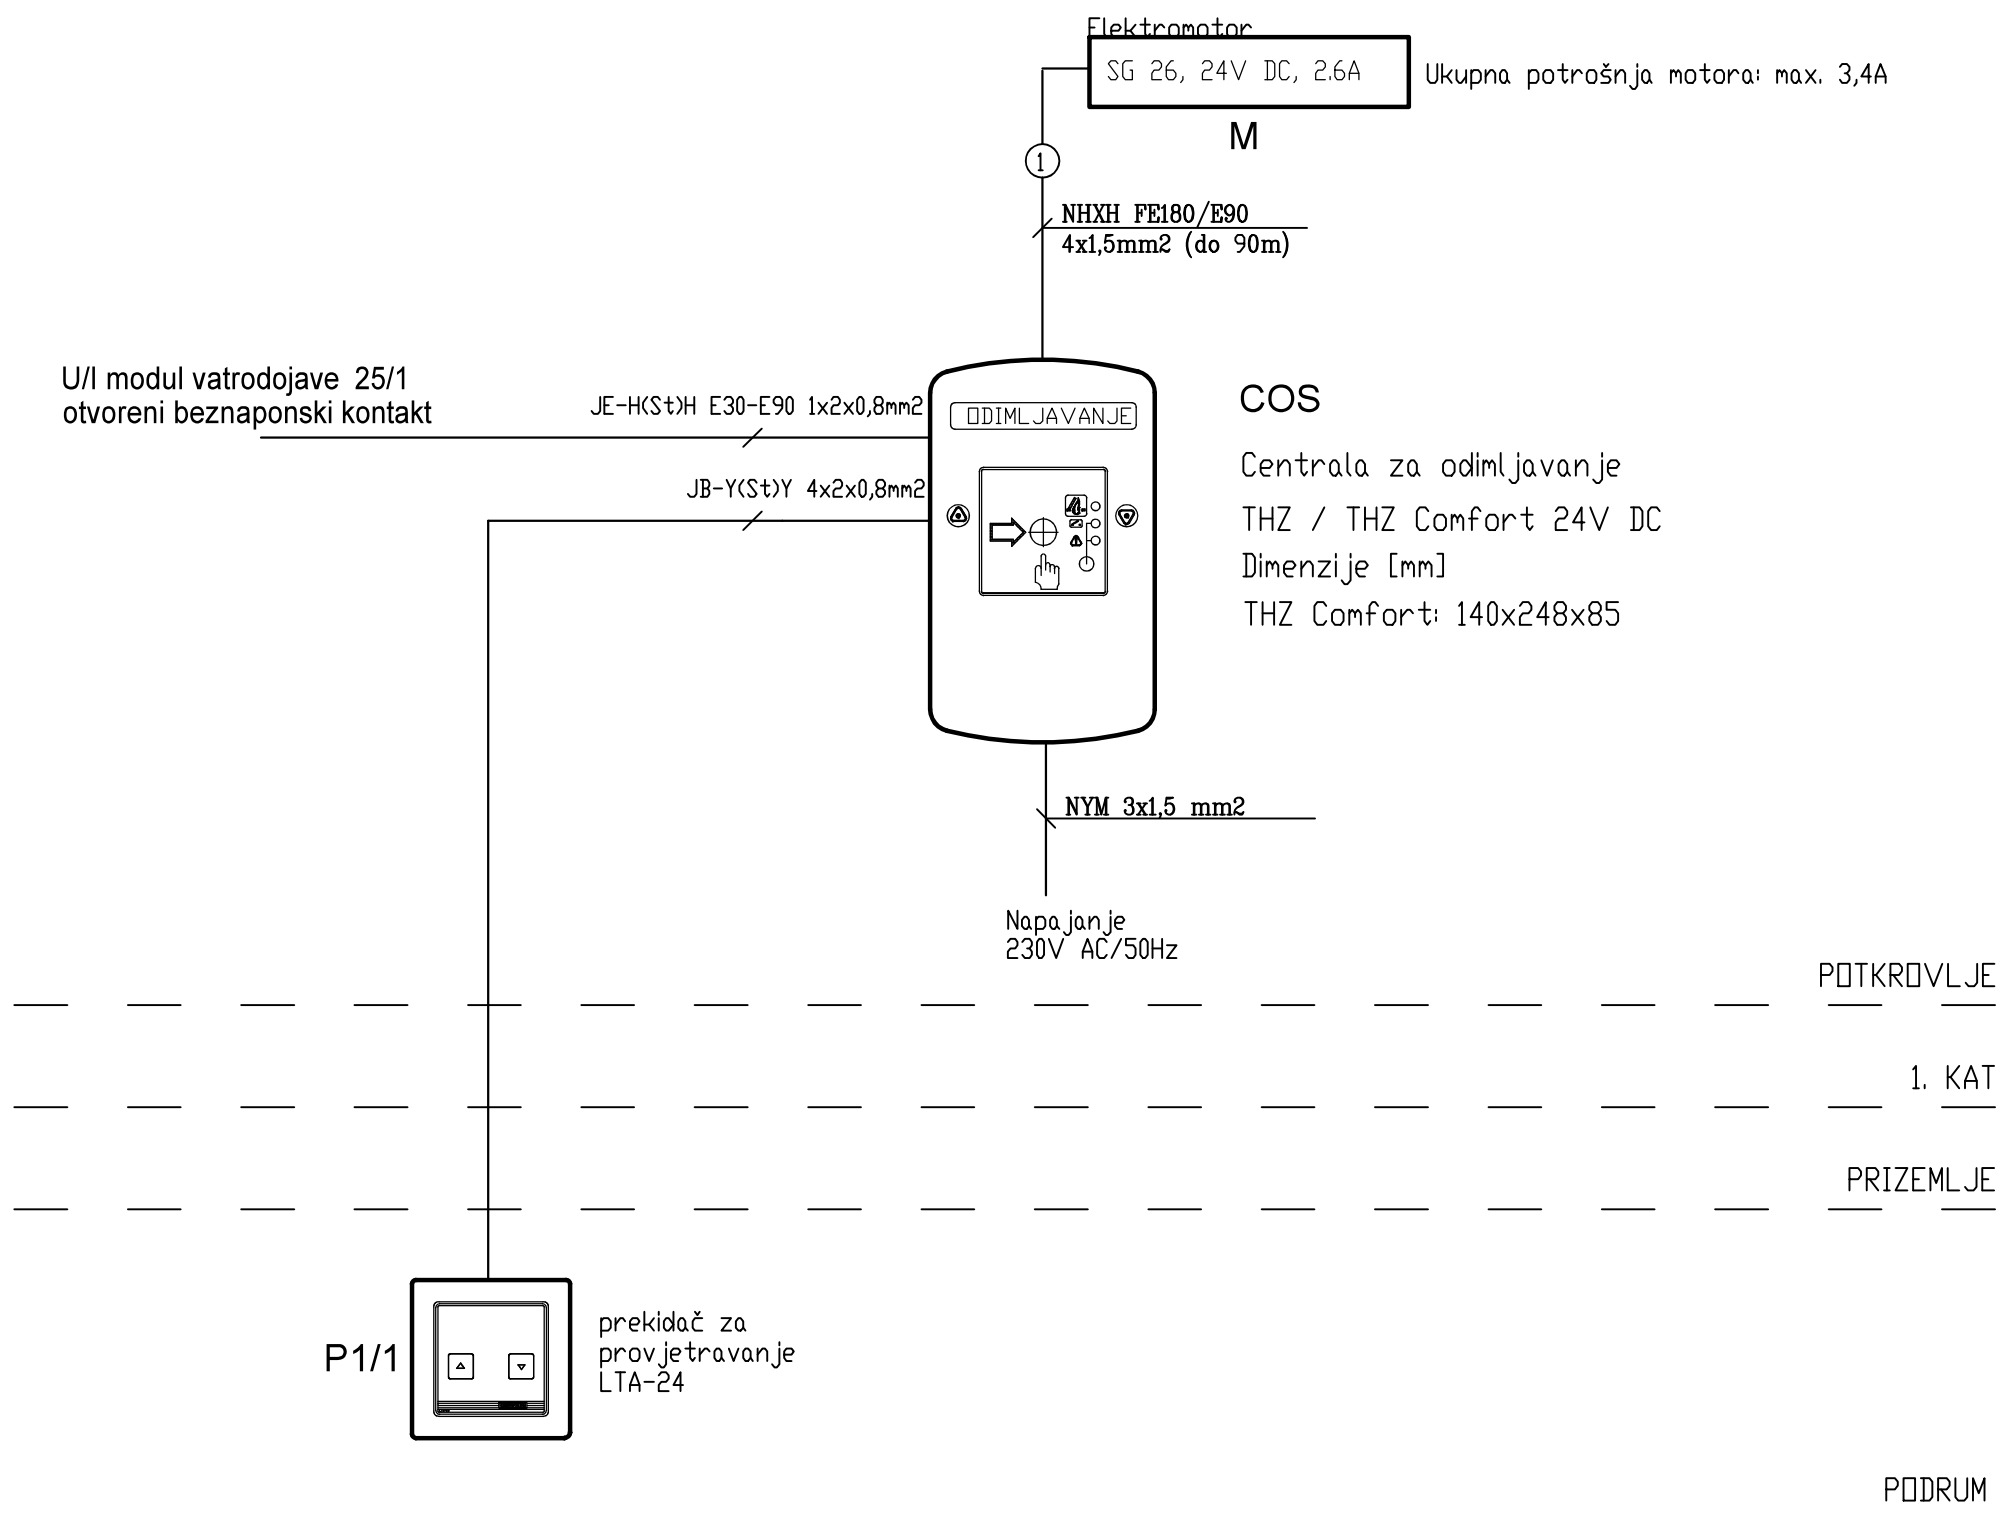 Elektromotor
SG 26, 24V DC, 2.6A
Ukupna potrošnja motora: max. 3,4A
M
1
NHXH FE180/E90
4x1,5mm2 (do 90m)
U/I modul vatrodojave 25/1
otvoreni beznaponski kontakt
JE-H(St)H E30-E90 1x2x0,8mm2
JB-Y(St)Y 4x2x0,8mm2
ODIMLJAVANJE
COS
Centrala za odimljavanje
THZ / THZ Comfort 24V DC
Dimenzije [mm]
THZ Comfort: 140x248x85
NYM 3x1,5 mm2
Napajanje
230V AC/50Hz
POTKROVLJE
1. KAT
PRIZEMLJE
P1/1
prekidač za
provjetravanje
LTA-24
PODRUM